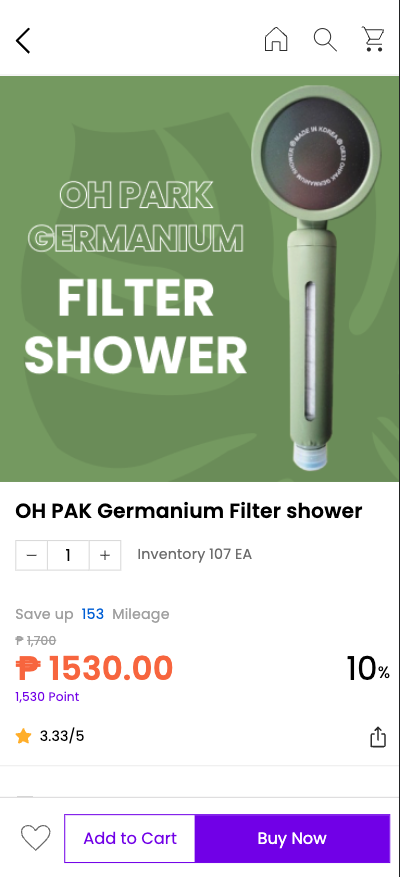 OH PARK
GERMANIUM
FILTER
SHOWER
MADE IN KOREA
GERMANIUM SHOWER
OH PAK Germanium Filter shower
− 1 + Inventory 107 EA
Save up 153 Mileage
₱ 1,700
₱ 1530.00 10%
1,530 Point
3.33/5
Add to Cart Buy Now